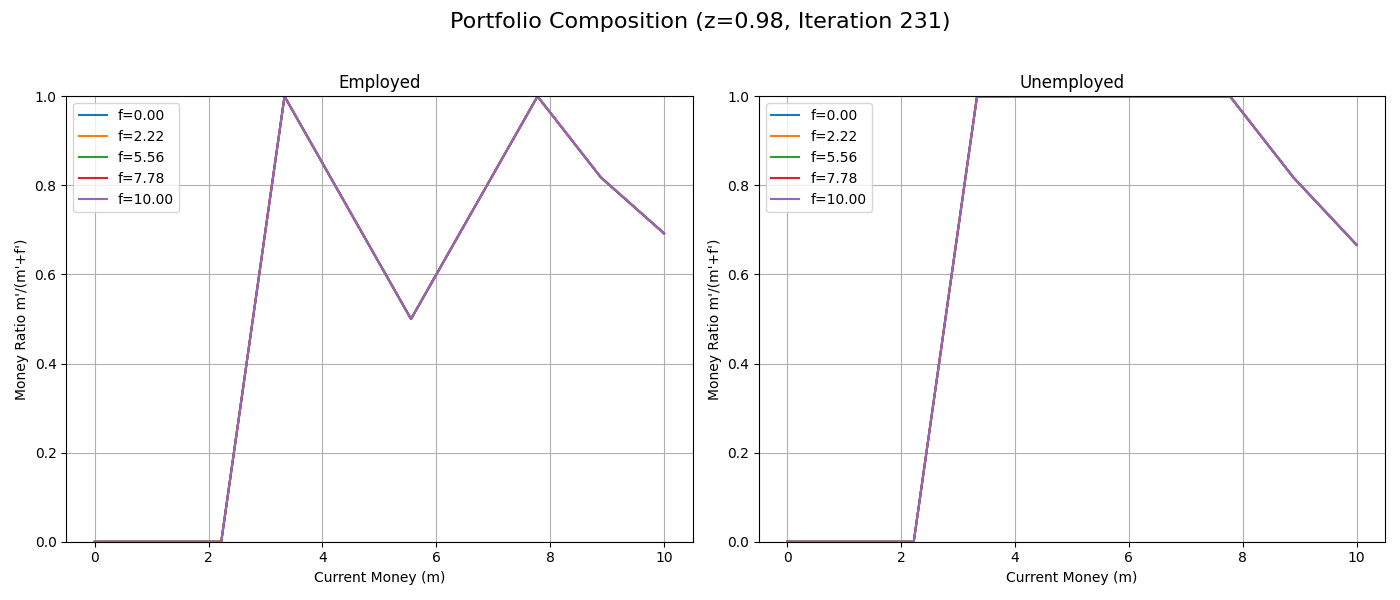 Portfolio Composition (z=0.98, Iteration 231)
Employed
Money Ratio m'/(m'+f')
1.0
0.8
0.6
0.4
0.2
0.0
f=0.00
f=2.22
f=5.56
f=7.78
f=10.00
0 2 4 6 8 10
Current Money (m)
Unemployed
Money Ratio m'/(m'+f')
1.0
0.8
0.6
0.4
0.2
0.0
f=0.00
f=2.22
f=5.56
f=7.78
f=10.00
0 2 4 6 8 10
Current Money (m)